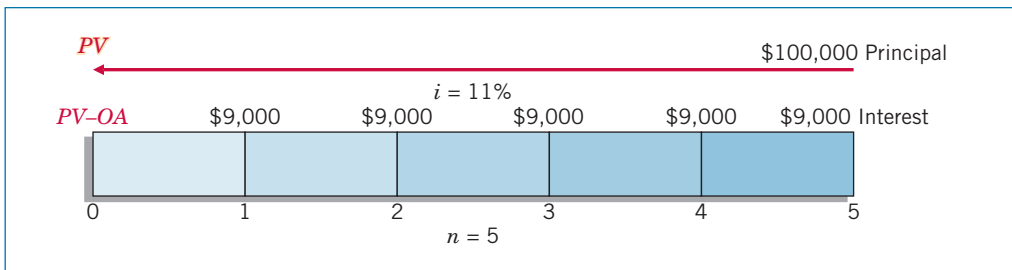 PV
$100,000 Principal
i = 11%
PV–OA $9,000 $9,000 $9,000 $9,000 $9,000 Interest
0 1 2 3 4 5
n = 5